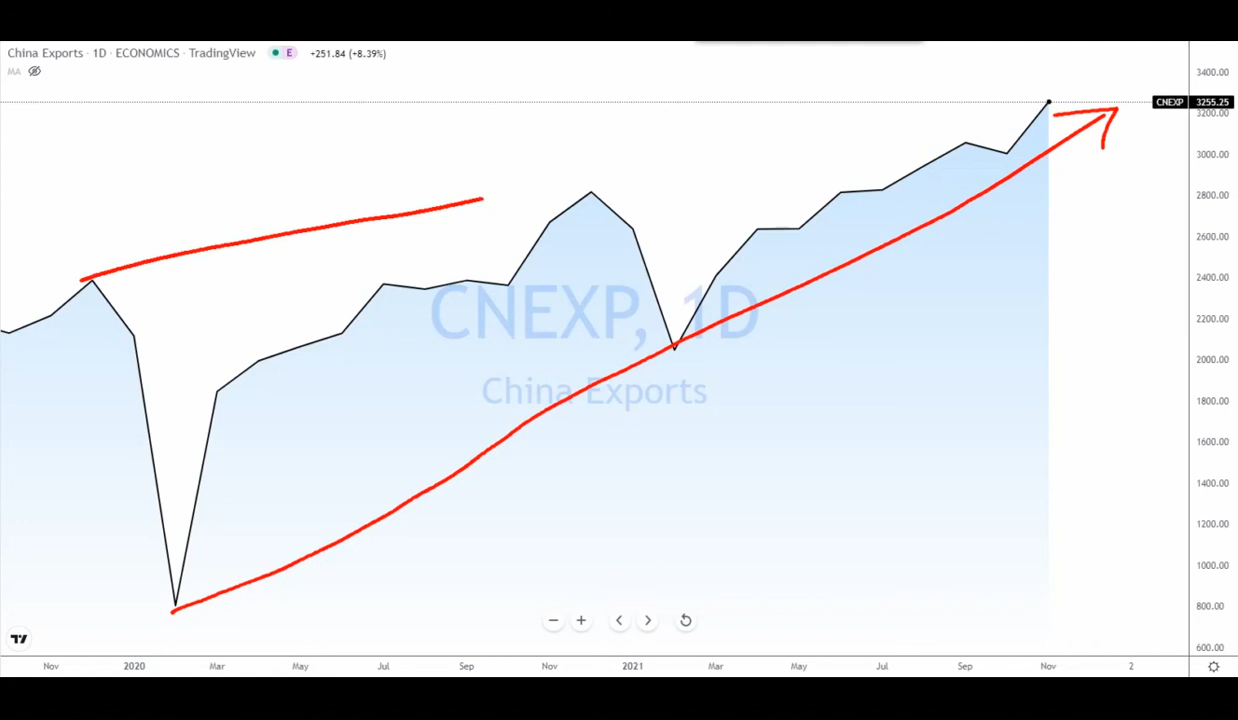 China Exports · 1D · ECONOMICS · TradingView E +251.84 (+8.39%)
MA
3400.00
CNEXP 3255.25
3200.00
3000.00
2800.00
2600.00
2400.00
2200.00
2000.00
1800.00
1600.00
1400.00
1200.00
1000.00
800.00
600.00
CNEXP, 1D
China Exports
Nov 2020 Mar May Jul Sep Nov 2021 Mar May Jul Sep Nov 2